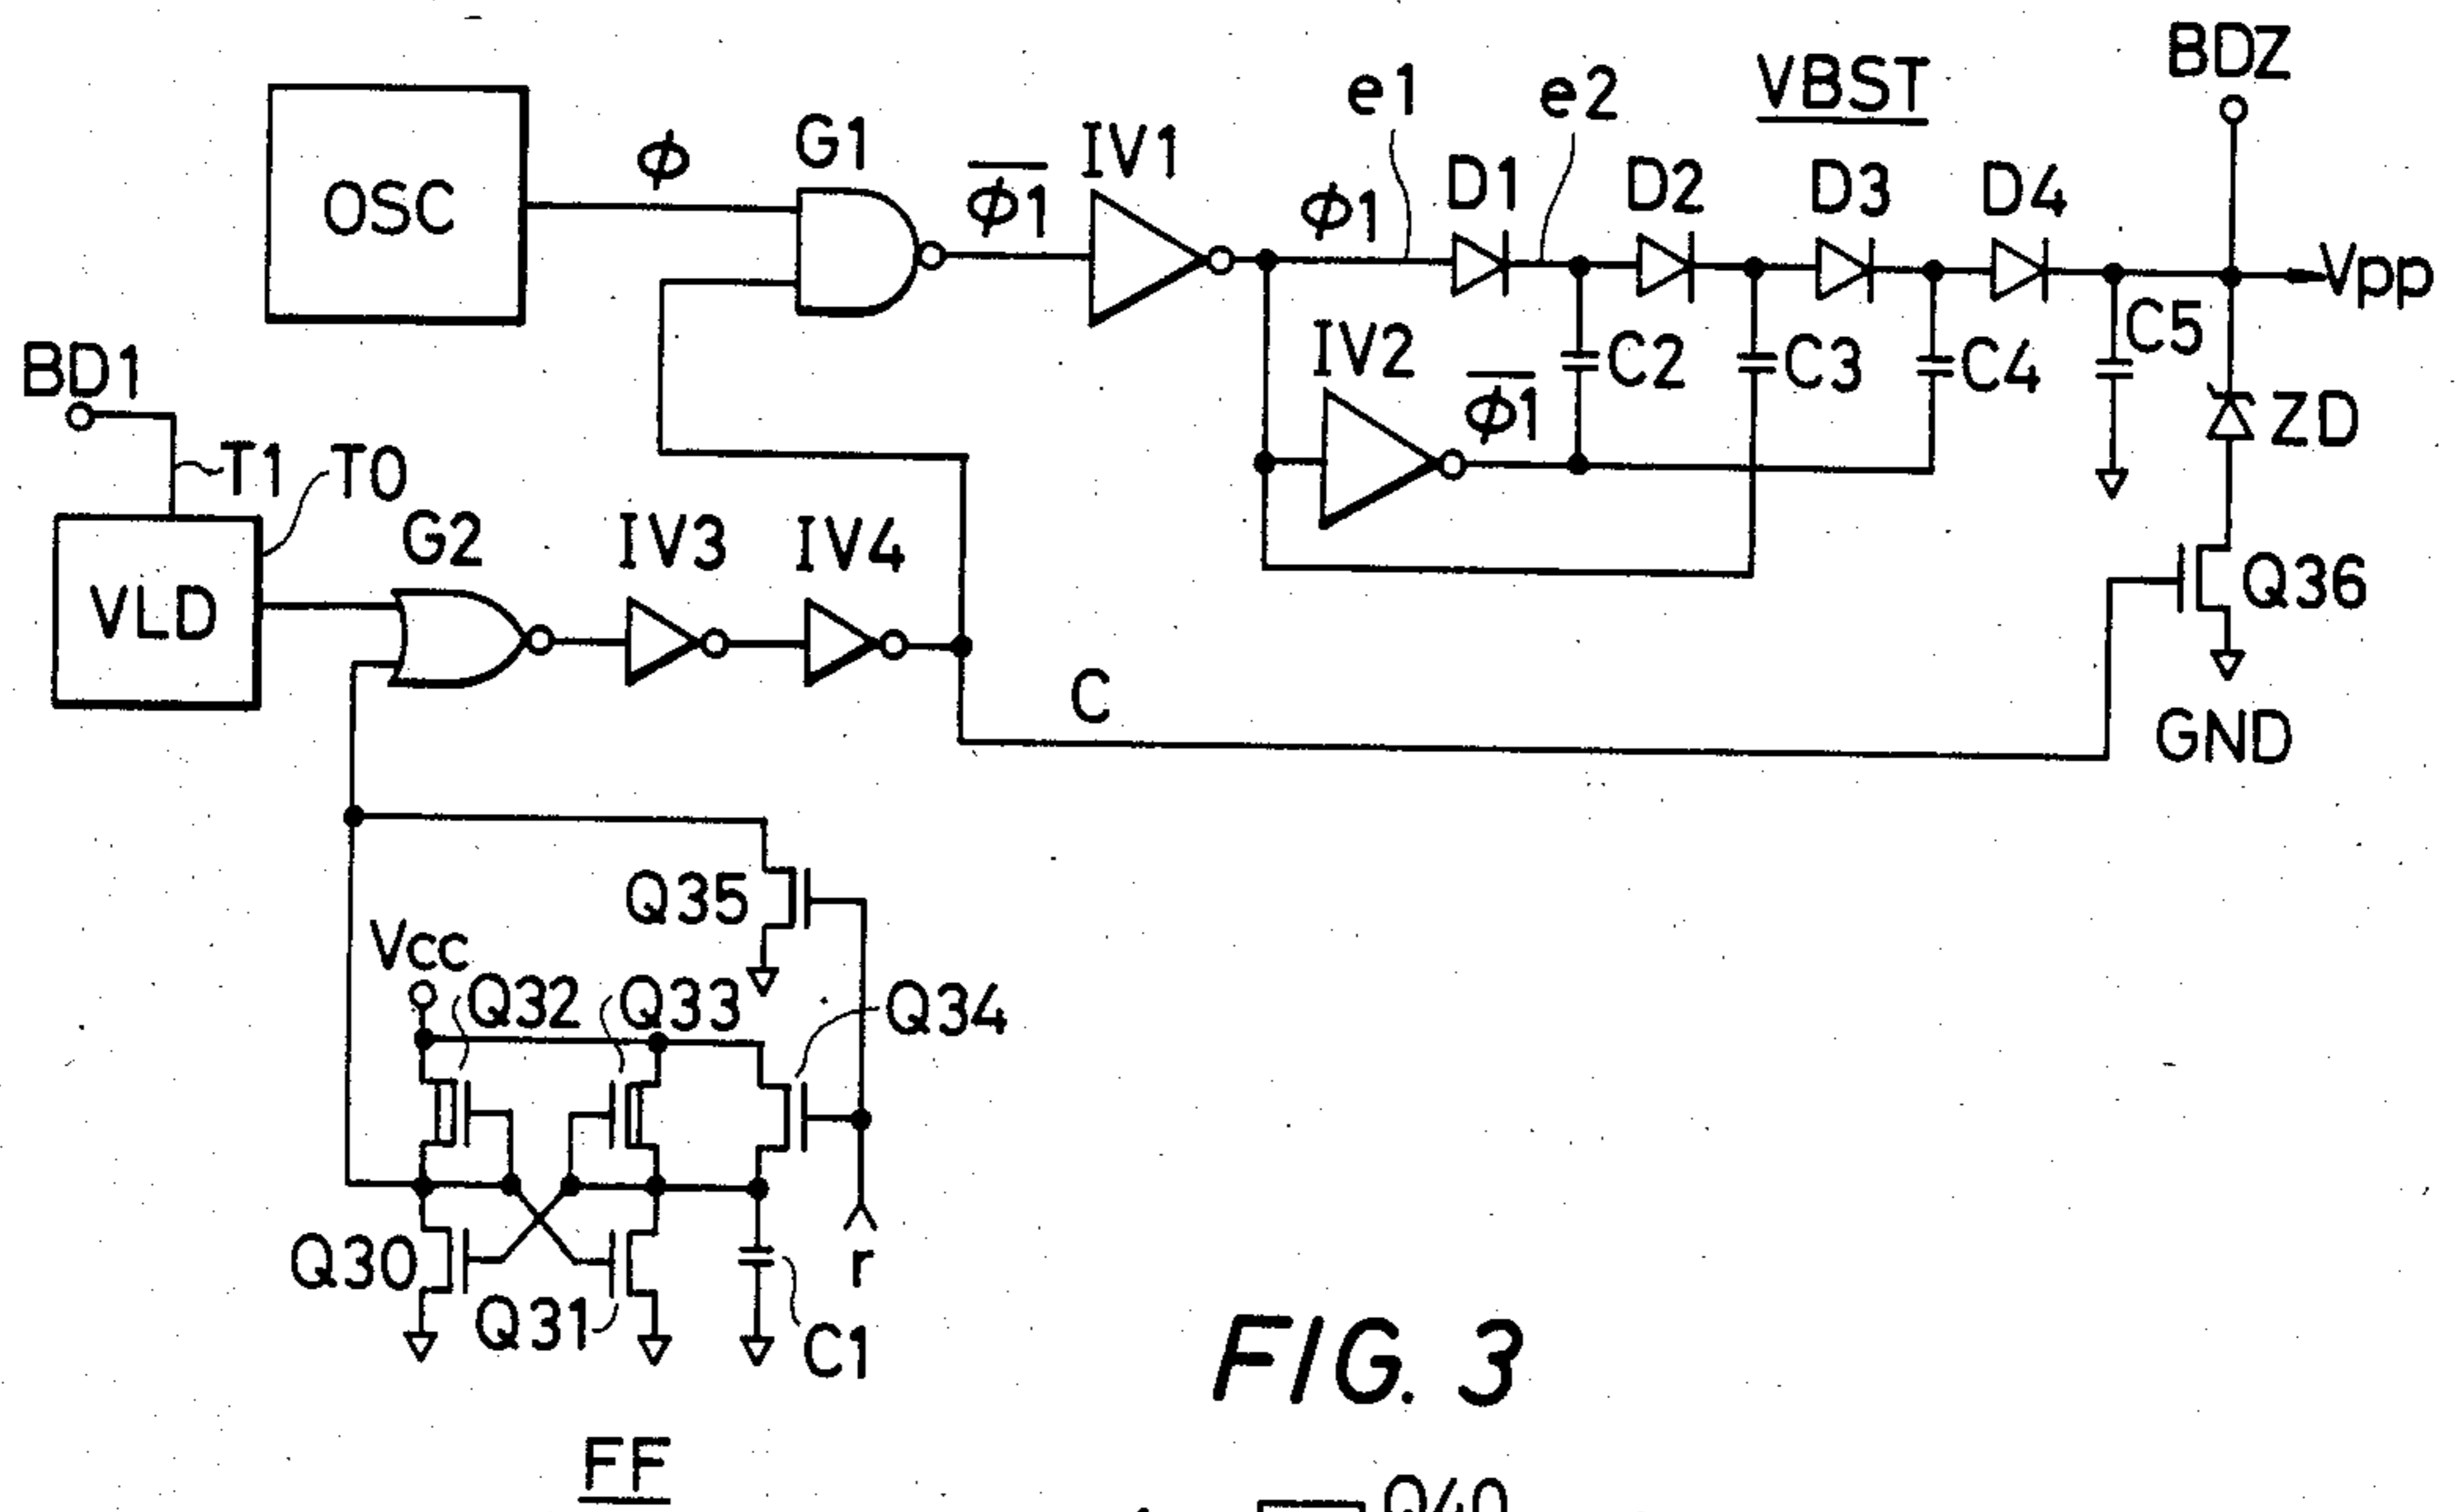 BDZ
VBST
e1
e2
G1
IV1
D1
D2
D3
D4
ϕ
ϕ1
ϕ1
OSC
Vpp
C5
IV2
C2
C3
C4
BD1
ϕ1
ZD
T1
T0
G2
IV3
IV4
Q36
VLD
C
GND
Q35
Vcc
Q32
Q33
Q34
Q30
r
Q31
C1
FIG. 3
FF
Q40